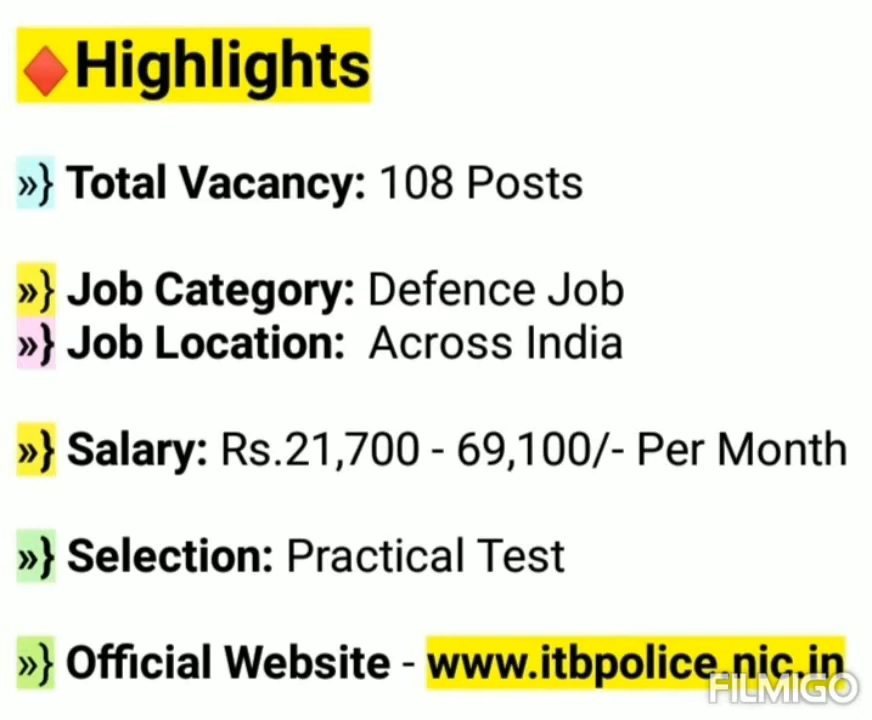 ♦Highlights
»} Total Vacancy: 108 Posts
»} Job Category: Defence Job
»} Job Location: Across India
»} Salary: Rs.21,700 - 69,100/- Per Month
»} Selection: Practical Test
»} Official Website - www.itbpolice.nic.in
FILMIGO